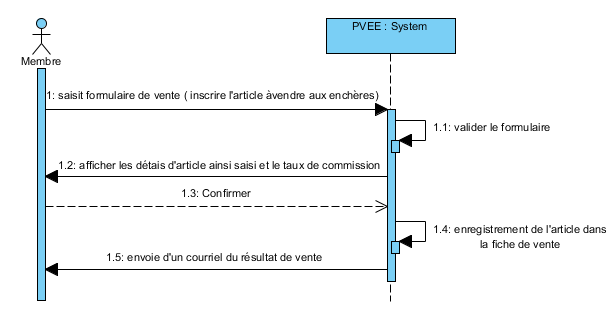 PVEE : System
Membre
1: saisit formulaire de vente ( inscrire l'article àvendre aux enchères)
1.1: valider le formulaire
1.2: afficher les détais d'article ainsi saisi et le taux de commission
1.3: Confirmer
1.4: enregistrement de l'article dans
la fiche de vente
1.5: envoie d'un courriel du résultat de vente